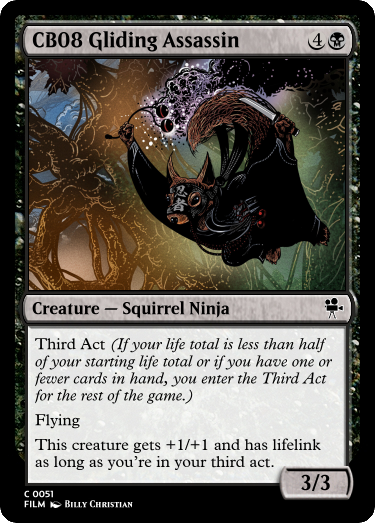 CB08 Gliding Assassin 4
Creature — Squirrel Ninja
Third Act (If your life total is less than half
of your starting life total or if you have one or
fewer cards in hand, you enter the Third Act
for the rest of the game.)
Flying
This creature gets +1/+1 and has lifelink
as long as you're in your third act.
3/3
C 0051
FILM Billy Christian